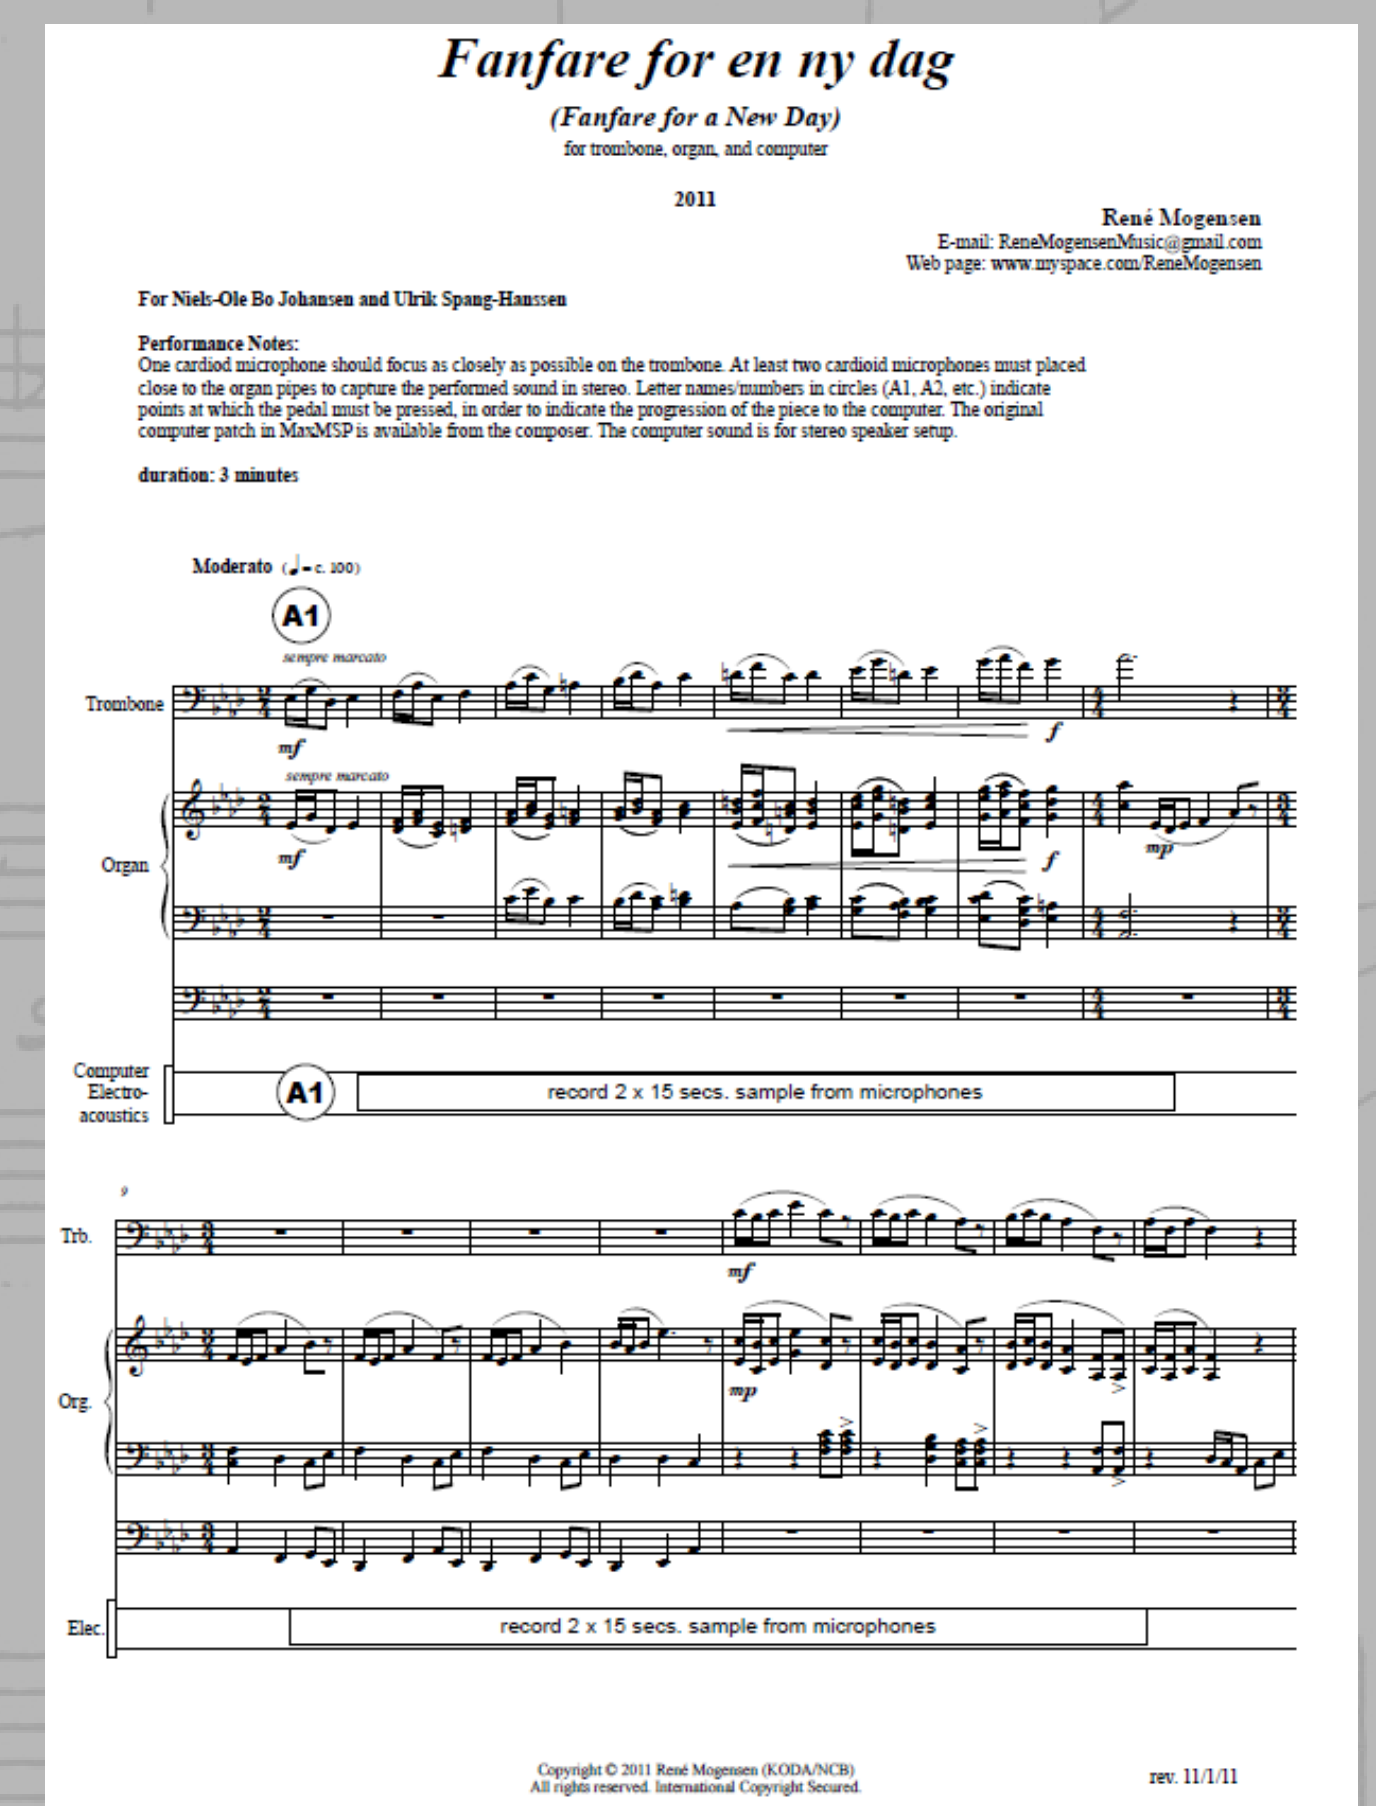 Fanfare for en ny dag
(Fanfare for a New Day)
for trombone, organ, and computer
2011
René Mogensen
E-mail: ReneMogensenMusic@gmail.com
Web page: www.myspace.com/ReneMogensen
For Niels-Ole Bo Johansen and Ulrik Spang-Hanssen
Performance Notes:
One cardiod microphone should focus as closely as possible on the trombone. At least two cardioid microphones must placed
close to the organ pipes to capture the performed sound in stereo. Letter names/numbers in circles (A1, A2, etc.) indicate
points at which the pedal must be pressed, in order to indicate the progression of the piece to the computer. The original
computer patch in MaxMSP is available from the composer. The computer sound is for stereo speaker setup.
duration: 3 minutes
Moderato (♩= c. 100)
A1
sempre marcato
Trombone
mf
f
sempre marcato
Organ
mf
f
mp
Computer
Electro-
acoustics
A1
record 2 x 15 secs. sample from microphones
9
Trb.
mf
Org.
mp
Elec.
record 2 x 15 secs. sample from microphones
Copyright © 2011 René Mogensen (KODA/NCB)
All rights reserved. International Copyright Secured.
rev. 11/1/11